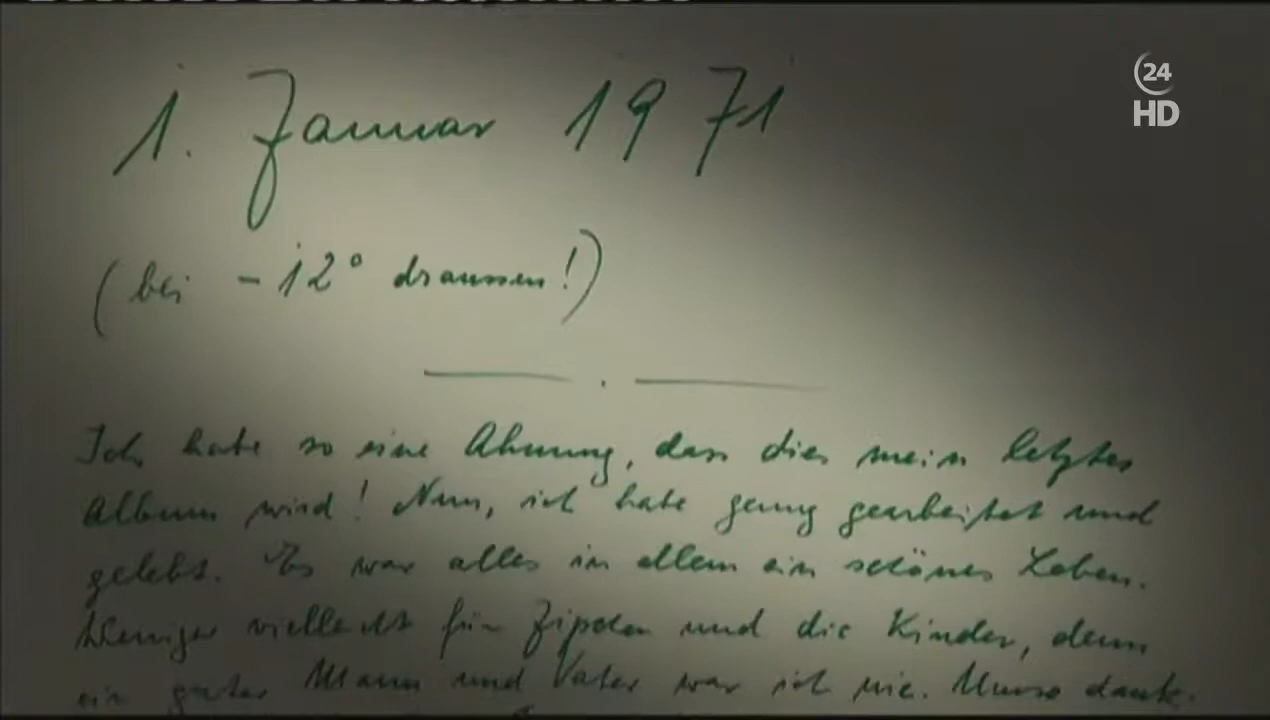 24
HD
1. Januar 1971
(bei -12° draussen!)
Ich habe so eine Ahnung, dass dies mein letztes
Album wird! Nun, ich habe genug gearbeitet und
gelebt. Es war alles in allem ein schönes Leben.
Weniger vielleicht für und die Kinder, denn
ein guter Mann und Vater war ich nie. Umso dank-